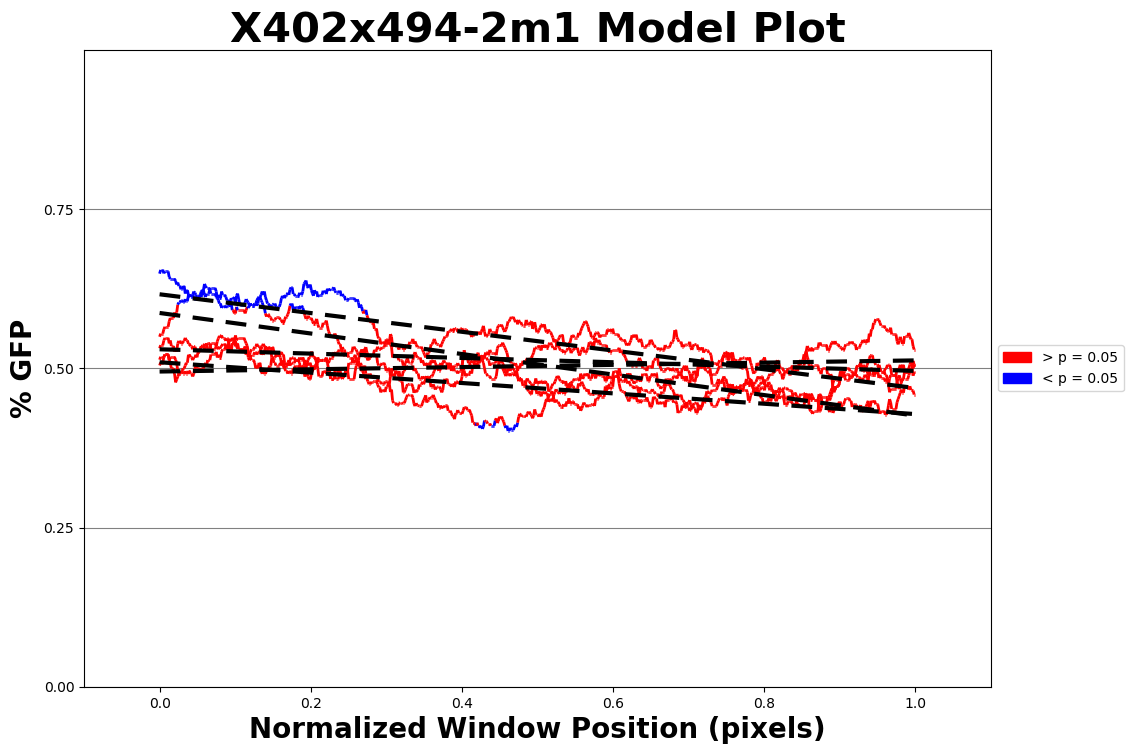 X402x494-2m1 Model Plot
% GFP
0.75
0.50
0.25
0.00
0.0 0.2 0.4 0.6 0.8 1.0
Normalized Window Position (pixels)
> p = 0.05
< p = 0.05